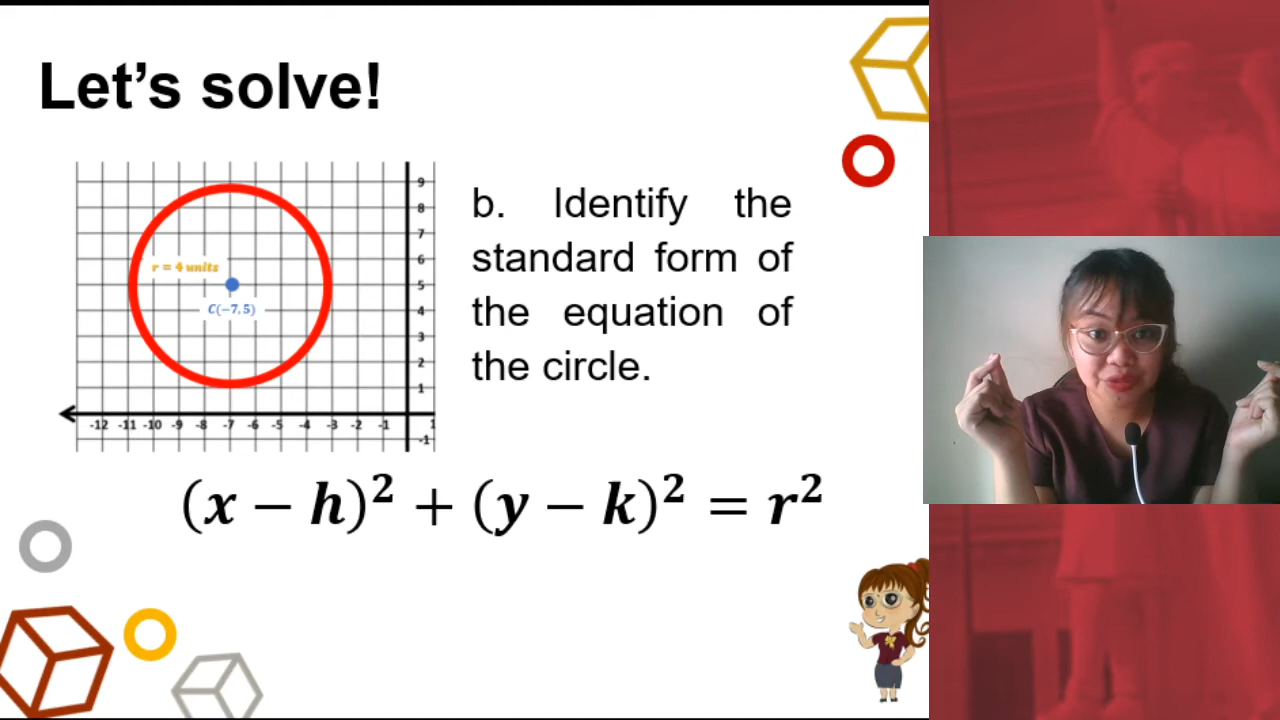 Let's solve!
9
8
7
6
5
4
3
2
1
-1
r = 4 units
C(−7, 5)
-12 -11 -10 -9 -8 -7 -6 -5 -4 -3 -2 -1 1
b. Identify the
standard form of
the equation of
the circle.
(x − h)² + (y − k)² = r²